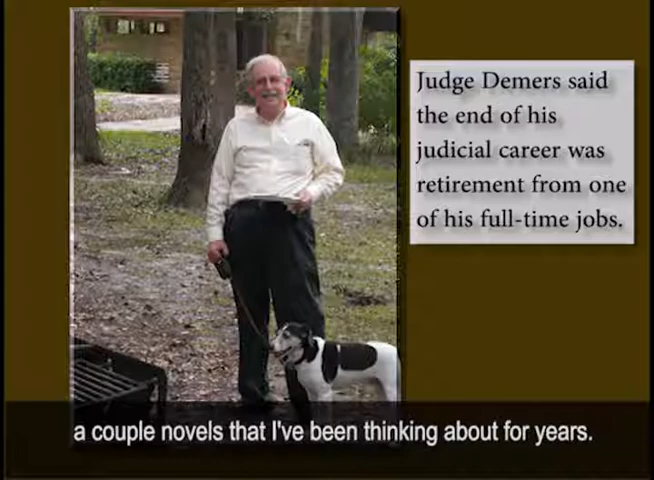 Judge Demers said
the end of his
judicial career was
retirement from one
of his full-time jobs.
a couple novels that I've been thinking about for years.